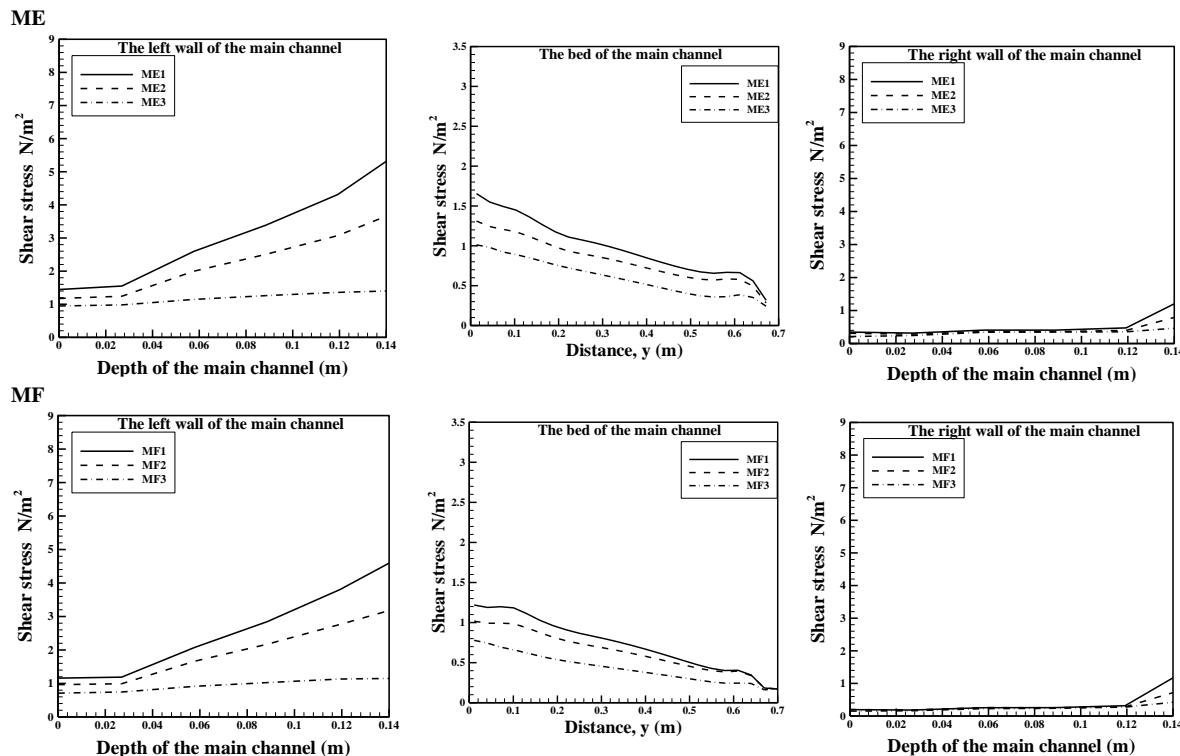 ME
The left wall of the main channel
ME1
ME2
ME3
Shear stress N/m²
9
8
7
6
5
4
3
2
1
0
0 0.02 0.04 0.06 0.08 0.1 0.12 0.14
Depth of the main channel (m)
The bed of the main channel
ME1
ME2
ME3
Shear stress N/m²
3.5
3
2.5
2
1.5
1
0.5
0
0 0.1 0.2 0.3 0.4 0.5 0.6 0.7
Distance, y (m)
The right wall of the main channel
ME1
ME2
ME3
Shear stress N/m²
9
8
7
6
5
4
3
2
1
0
0 0.02 0.04 0.06 0.08 0.1 0.12 0.14
Depth of the main channel (m)
MF
The left wall of the main channel
MF1
MF2
MF3
Shear stress N/m²
9
8
7
6
5
4
3
2
1
0
0 0.02 0.04 0.06 0.08 0.1 0.12 0.14
Depth of the main channel (m)
The bed of the main channel
MF1
MF2
MF3
Shear stress N/m²
3.5
3
2.5
2
1.5
1
0.5
0
0 0.1 0.2 0.3 0.4 0.5 0.6 0.7
Distance, y (m)
The right wall of the main channel
MF1
MF2
MF3
Shear stress N/m²
9
8
7
6
5
4
3
2
1
0
0 0.02 0.04 0.06 0.08 0.1 0.12 0.14
Depth of the main channel (m)